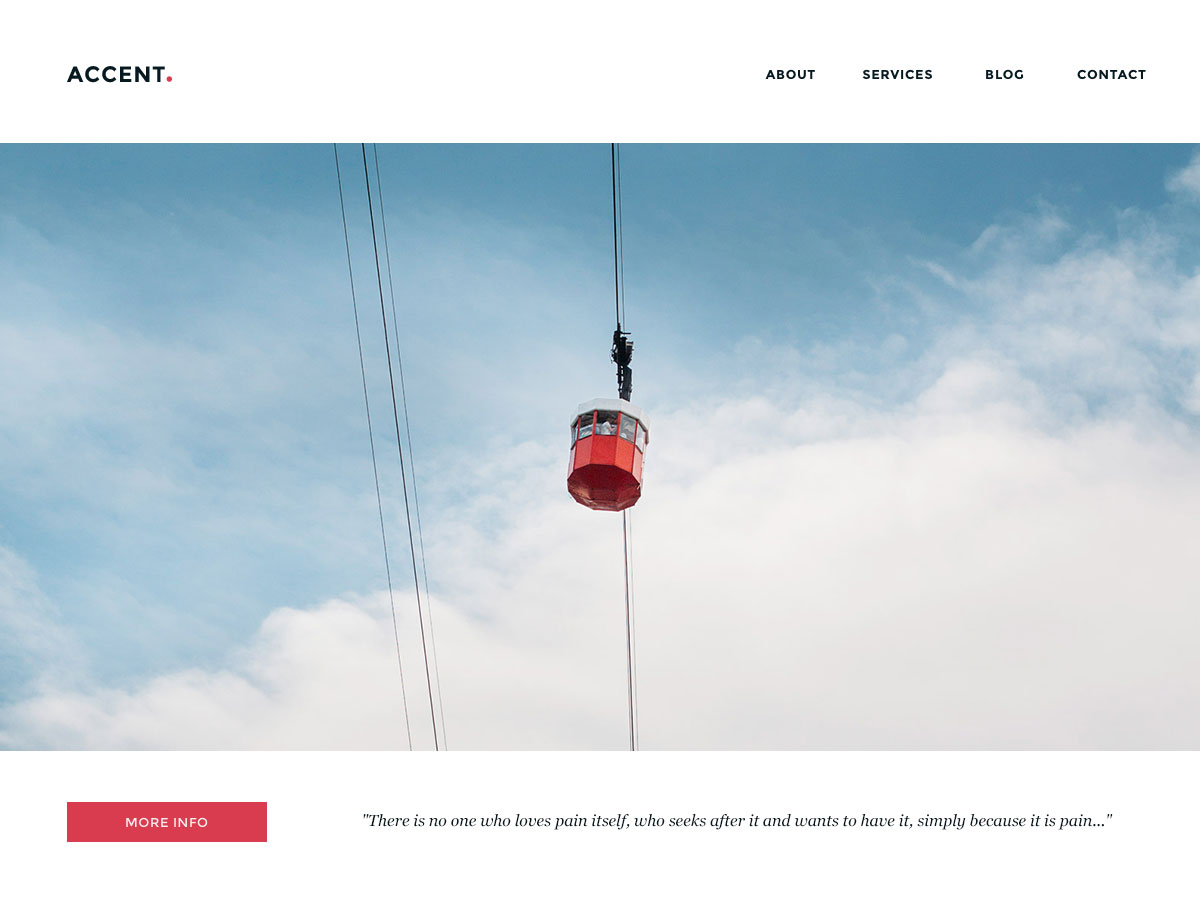 ACCENT.
ABOUT SERVICES BLOG CONTACT
MORE INFO
"There is no one who loves pain itself, who seeks after it and wants to have it, simply because it is pain..."